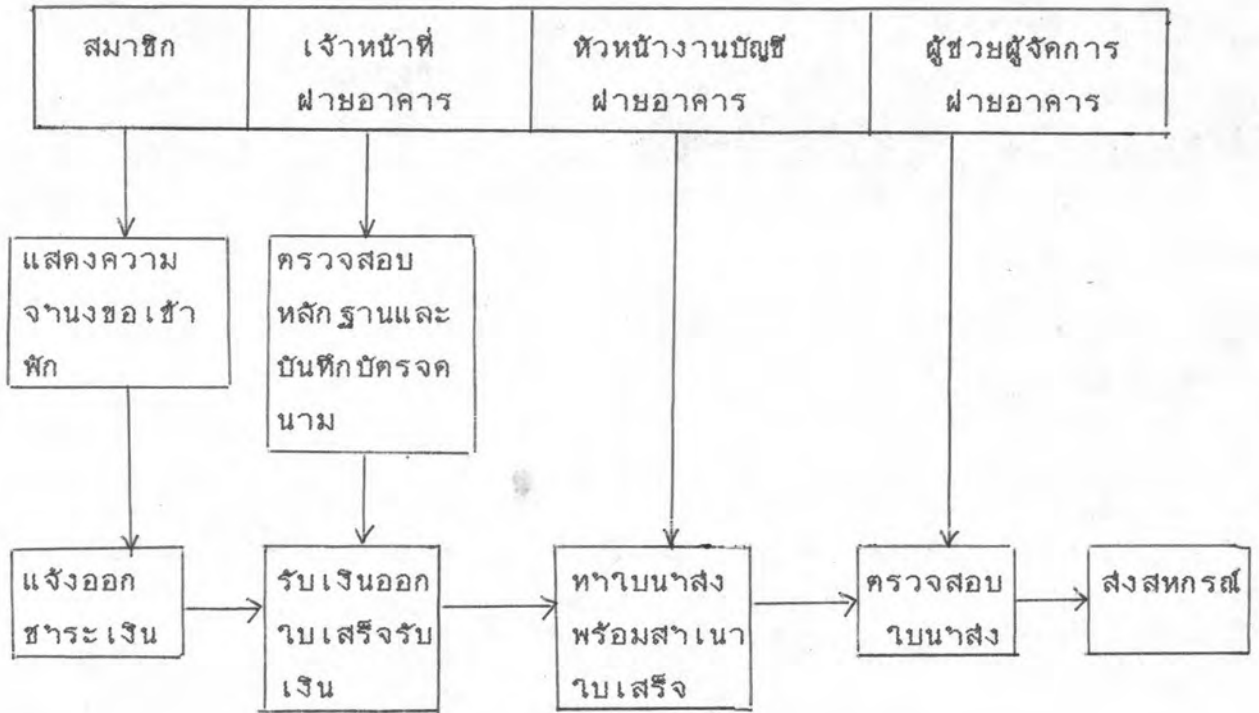 สมาชิก
เจ้าหน้าที่
ฝ่ายอาคาร
หัวหน้างานบัญชี
ฝ่ายอาคาร
ผู้ช่วยผู้จัดการ
ฝ่ายอาคาร
แสดงความ
จำนงขอเข้า
พัก
ตรวจสอบ
หลักฐานและ
บันทึกบัตรจด
นาม
แจ้งออก
ชำระเงิน
รับเงินออก
ใบเสร็จรับ
เงิน
ทำใบนำส่ง
พร้อมสำเนา
ใบเสร็จ
ตรวจสอบ
ใบนำส่ง
ส่งสหกรณ์